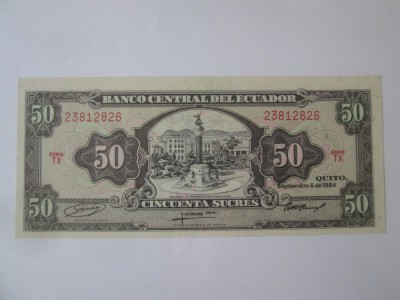 BANCO CENTRAL DEL ECUADOR
50 23812826 23812826 50
SERIE TX SERIE TX
50 50
QUITO,
Septiembre 5 de 1984
50 CINCUENTA SUCRES 50